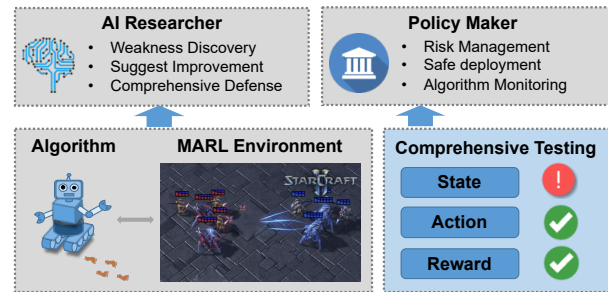 AI Researcher
• Weakness Discovery
• Suggest Improvement
• Comprehensive Defense
Policy Maker
• Risk Management
• Safe deployment
• Algorithm Monitoring
Algorithm
MARL Environment
STARCRAFT
II
Comprehensive Testing
State
!
Action
Reward